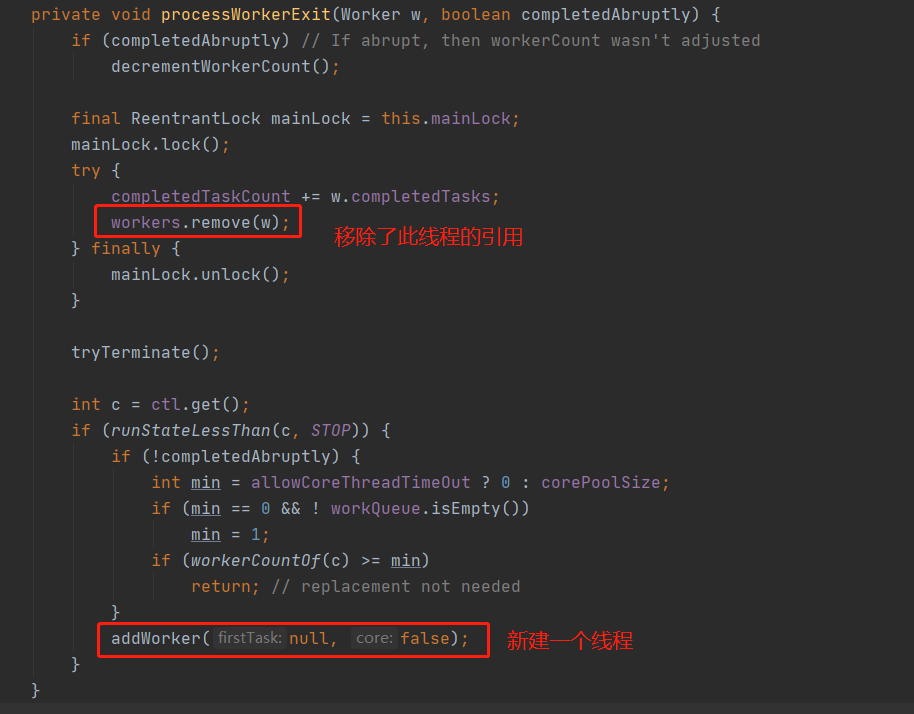 private void processWorkerExit(Worker w, boolean completedAbruptly) {
if (completedAbruptly) // If abrupt, then workerCount wasn't adjusted
decrementWorkerCount();
final ReentrantLock mainLock = this.mainLock;
mainLock.lock();
try {
completedTaskCount += w.completedTasks;
workers.remove(w); 移除了此线程的引用
} finally {
mainLock.unlock();
}
tryTerminate();
int c = ctl.get();
if (runStateLessThan(c, STOP)) {
if (!completedAbruptly) {
int min = allowCoreThreadTimeOut ? 0 : corePoolSize;
if (min == 0 && ! workQueue.isEmpty())
min = 1;
if (workerCountOf(c) >= min)
return; // replacement not needed
}
addWorker( firstTask: null, core: false); 新建一个线程
}
}